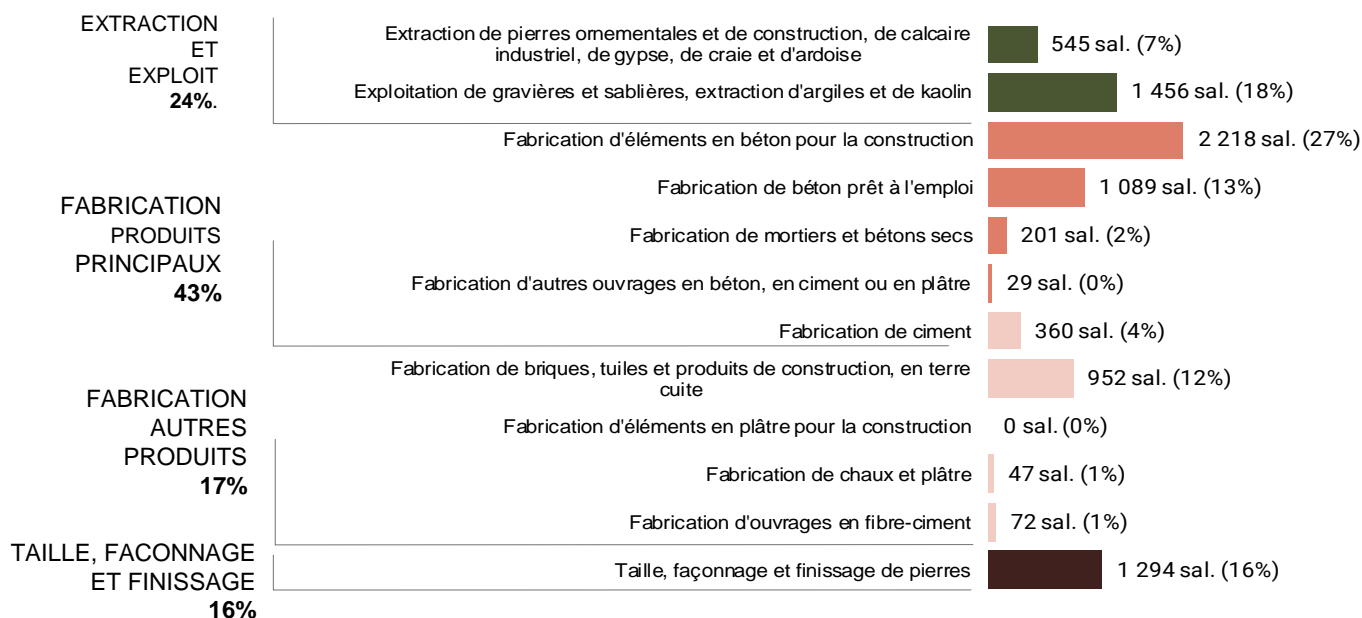 EXTRACTION
ET
EXPLOIT
24%.
Extraction de pierres ornementales et de construction, de calcaire
industriel, de gypse, de craie et d'ardoise
545 sal. (7%)
Exploitation de gravières et sablières, extraction d'argiles et de kaolin
1 456 sal. (18%)
FABRICATION
PRODUITS
PRINCIPAUX
43%
Fabrication d'éléments en béton pour la construction
2 218 sal. (27%)
Fabrication de béton prêt à l'emploi
1 089 sal. (13%)
Fabrication de mortiers et bétons secs
201 sal. (2%)
Fabrication d'autres ouvrages en béton, en ciment ou en plâtre
29 sal. (0%)
Fabrication de ciment
360 sal. (4%)
FABRICATION
AUTRES
PRODUITS
17%
Fabrication de briques, tuiles et produits de construction, en terre
cuite
952 sal. (12%)
Fabrication d'éléments en plâtre pour la construction
0 sal. (0%)
Fabrication de chaux et plâtre
47 sal. (1%)
Fabrication d'ouvrages en fibre-ciment
72 sal. (1%)
TAILLE, FACONNAGE
ET FINISSAGE
16%
Taille, façonnage et finissage de pierres
1 294 sal. (16%)